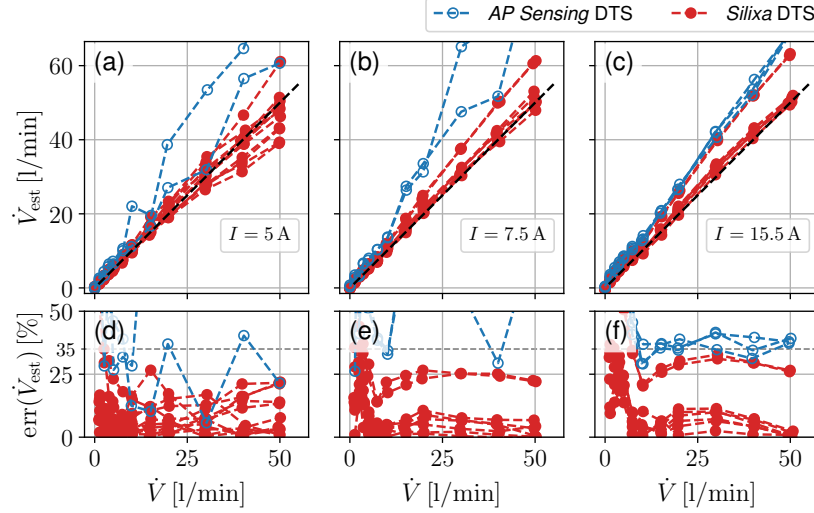 AP Sensing DTS Silixa DTS
(a) (b) (c)
60
40
20
0
V̇est [l/min]
I = 5 A I = 7.5 A I = 15.5 A
(d) (e) (f)
50
35
25
0
err(V̇est) [%]
0 25 50 0 25 50 0 25 50
V̇ [l/min] V̇ [l/min] V̇ [l/min]